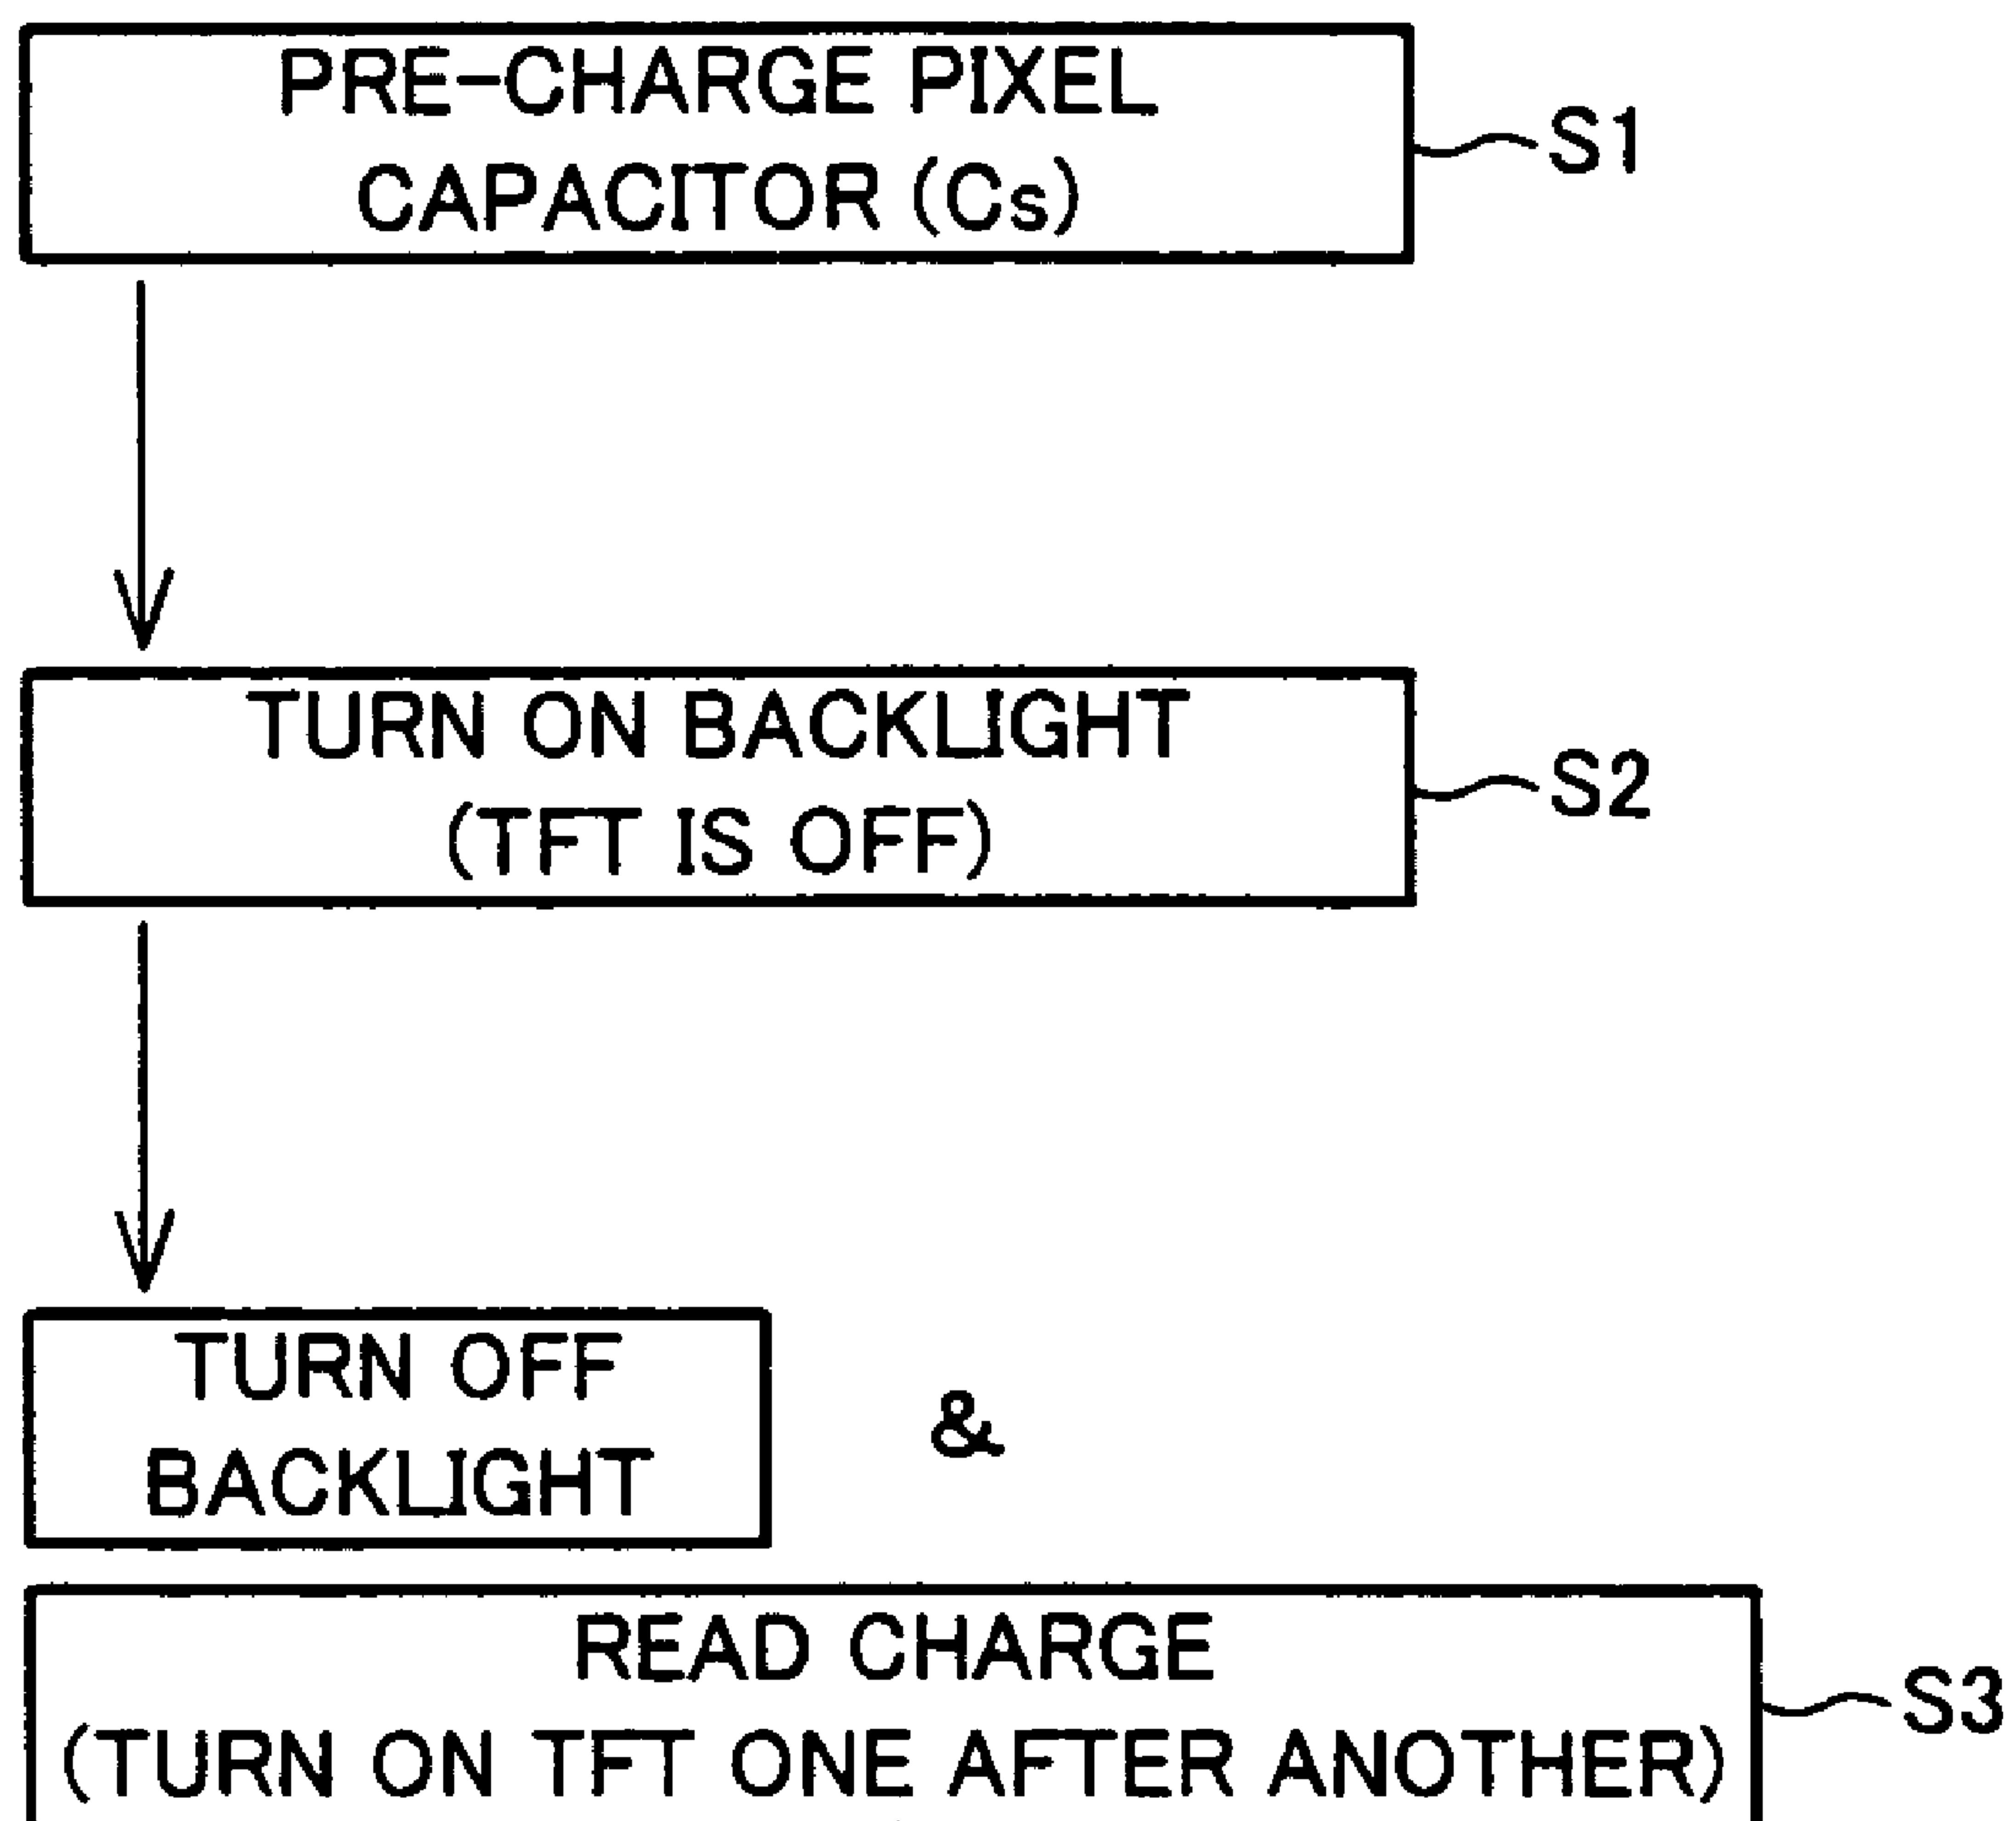 PRE-CHARGE PIXEL
CAPACITOR (Cs)
S1
TURN ON BACKLIGHT
(TFT IS OFF)
S2
TURN OFF
BACKLIGHT
&
READ CHARGE
(TURN ON TFT ONE AFTER ANOTHER)
S3